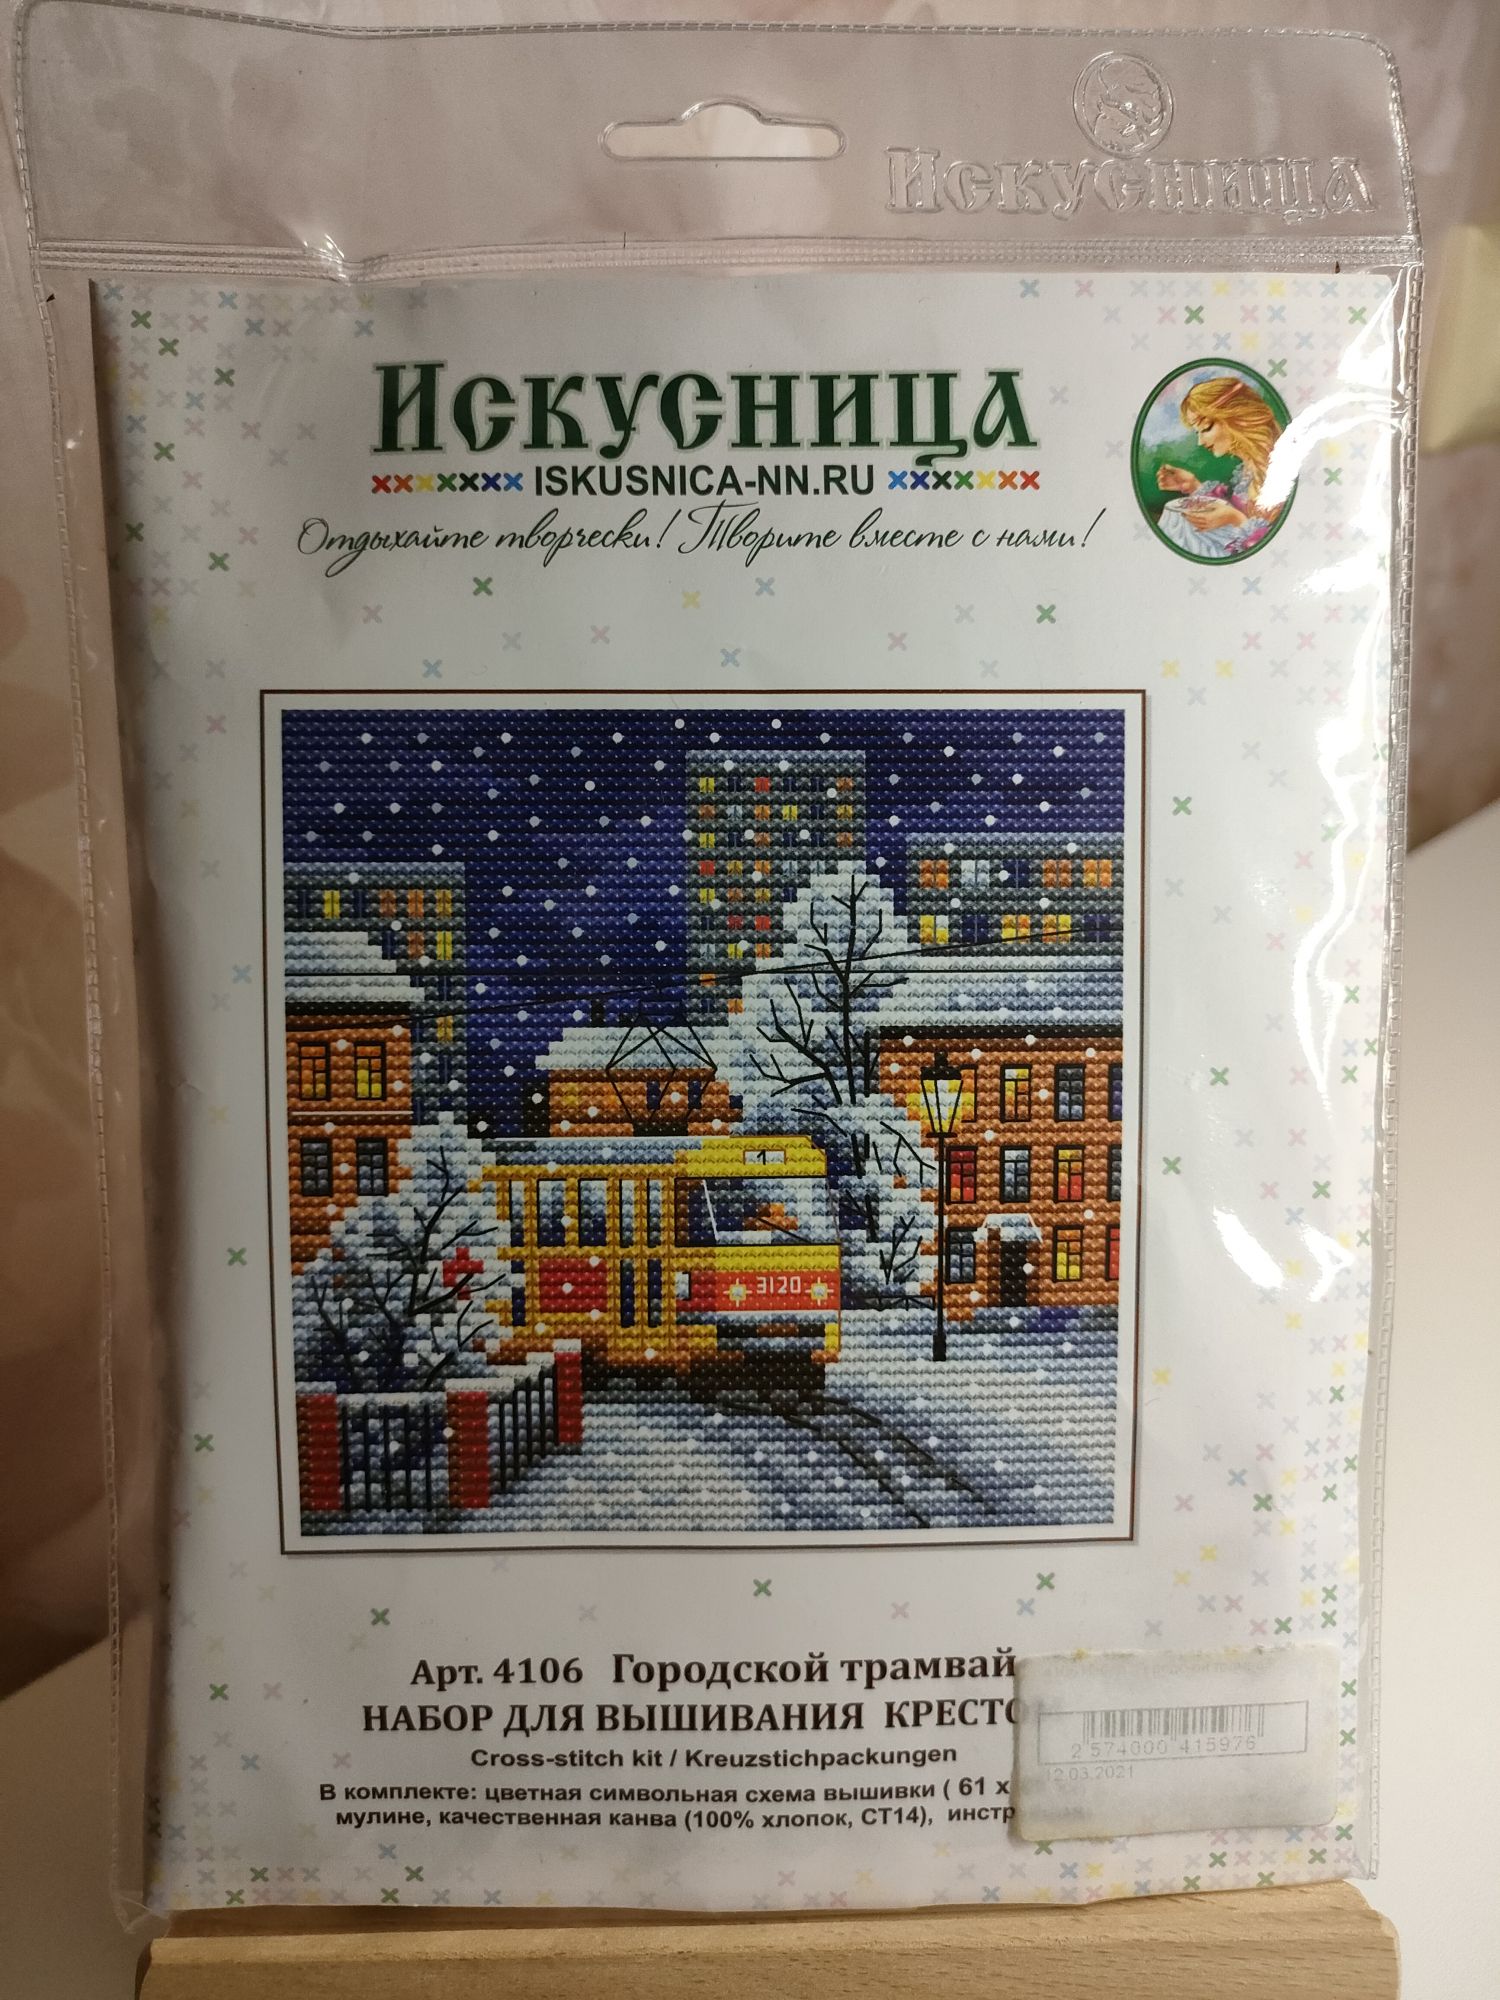 Искусница
Искусница
ISKUSNICA-NN.RU
Отдыхайте творчески! Творите вместе с нами!
1
3120
Арт. 4106 Городской трамвай
НАБОР ДЛЯ ВЫШИВАНИЯ
Cross-stitch kit / Kreuzstichpackungen
В комплекте: цветная символьная схема вышивки ( 61 х
мулине, качественная канва (100% хлопок, СТ14),
2 574000 415976
12.03.2021